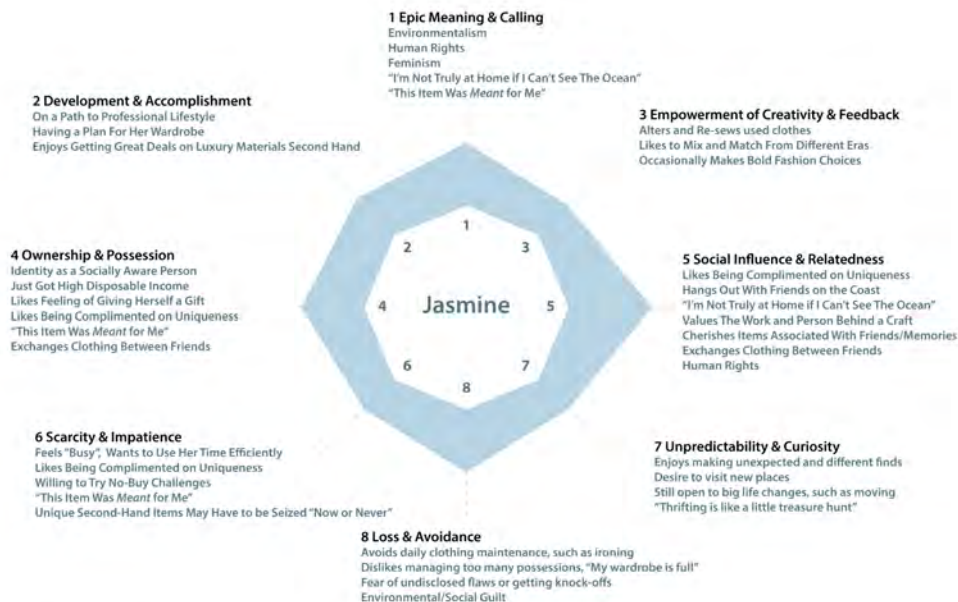 1 Epic Meaning & Calling
Environmentalism
Human Rights
Feminism
"I'm Not Truly at Home if I Can't See The Ocean"
"This Item Was Meant for Me"
2 Development & Accomplishment
On a Path to Professional Lifestyle
Having a Plan For Her Wardrobe
Enjoys Getting Great Deals on Luxury Materials Second Hand
3 Empowerment of Creativity & Feedback
Alters and Re-sews used clothes
Likes to Mix and Match From Different Eras
Occasionally Makes Bold Fashion Choices
4 Ownership & Possession
Identity as a Socially Aware Person
Just Got High Disposable Income
Likes Feeling of Giving Herself a Gift
Likes Being Complimented on Uniqueness
"This Item Was Meant for Me"
Exchanges Clothing Between Friends
1
2
3
4
Jasmine
5
6
7
8
5 Social Influence & Relatedness
Likes Being Complimented on Uniqueness
Hangs Out With Friends on the Coast
"I'm Not Truly at Home if I Can't See The Ocean"
Values The Work and Person Behind a Craft
Cherishes Items Associated With Friends/Memories
Exchanges Clothing Between Friends
Human Rights
6 Scarcity & Impatience
Feels "Busy", Wants to Use Her Time Efficiently
Likes Being Complimented on Uniqueness
Willing to Try No-Buy Challenges
"This Item Was Meant for Me"
Unique Second-Hand Items May Have to be Seized "Now or Never"
7 Unpredictability & Curiosity
Enjoys making unexpected and different finds
Desire to visit new places
Still open to big life changes, such as moving
"Thrifting is like a little treasure hunt"
8 Loss & Avoidance
Avoids daily clothing maintenance, such as ironing
Dislikes managing too many possessions, "My wardrobe is full"
Fear of undisclosed flaws or getting knock-offs
Environmental/Social Guilt